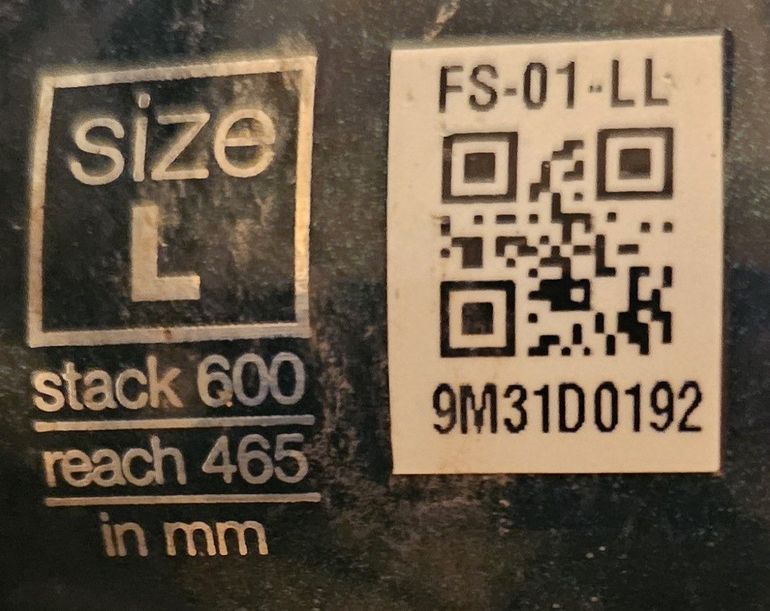 size
L
stack 600
reach 465
in mm
FS-01-LL
9M31D0192